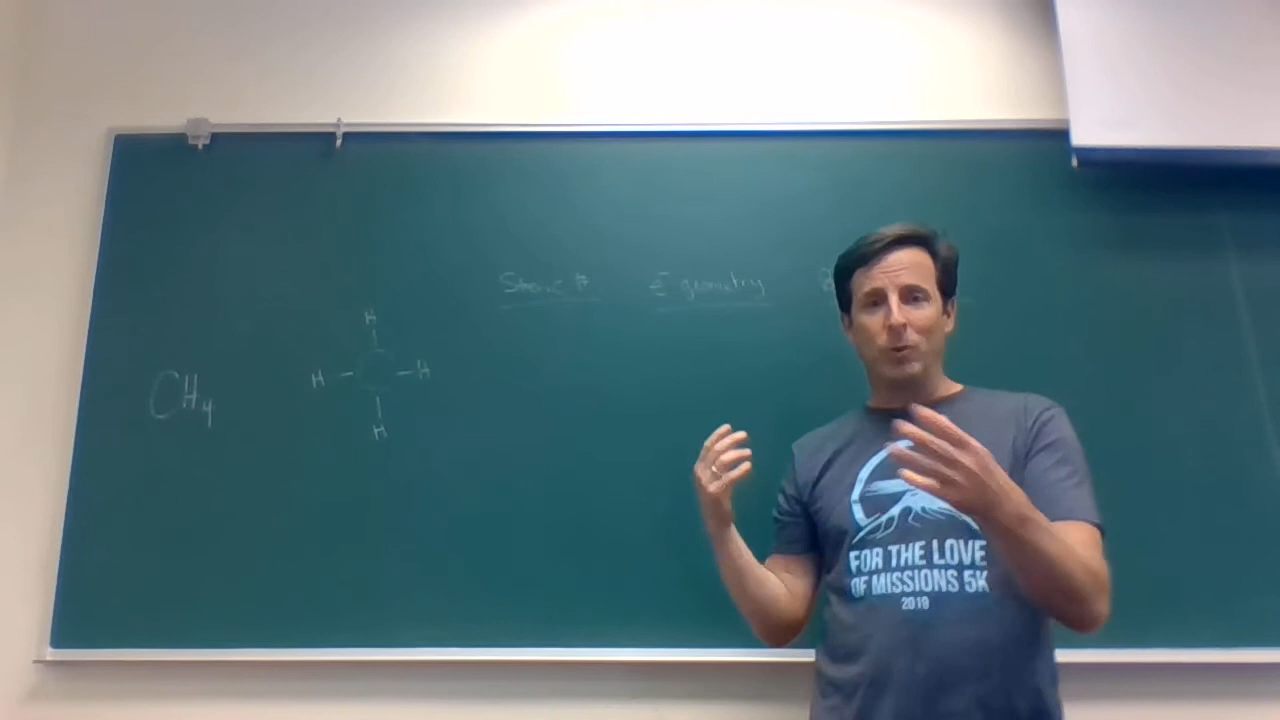 Steric # E geometry
H
H – C – H
CH4
H
FOR THE LOVE
OF MISSIONS 5K
2019